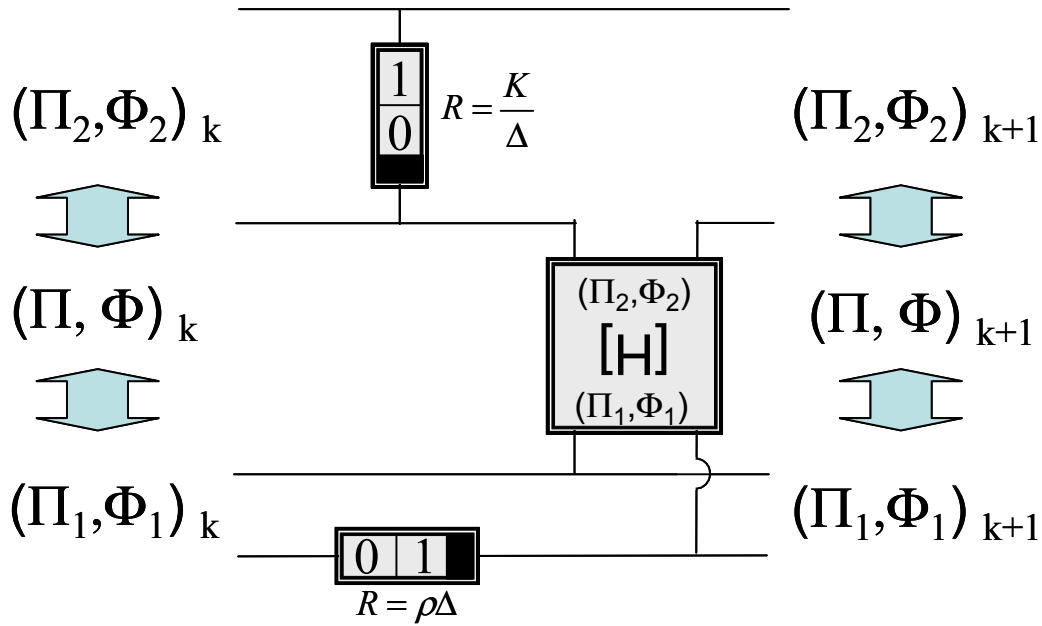 1
0
R = K/Δ
(Π₂,Φ₂) k
(Π₂,Φ₂) k+1
(Π, Φ) k
(Π₂,Φ₂)
[H]
(Π₁,Φ₁)
(Π, Φ) k+1
(Π₁,Φ₁) k
(Π₁,Φ₁) k+1
0 1
R = ρΔ